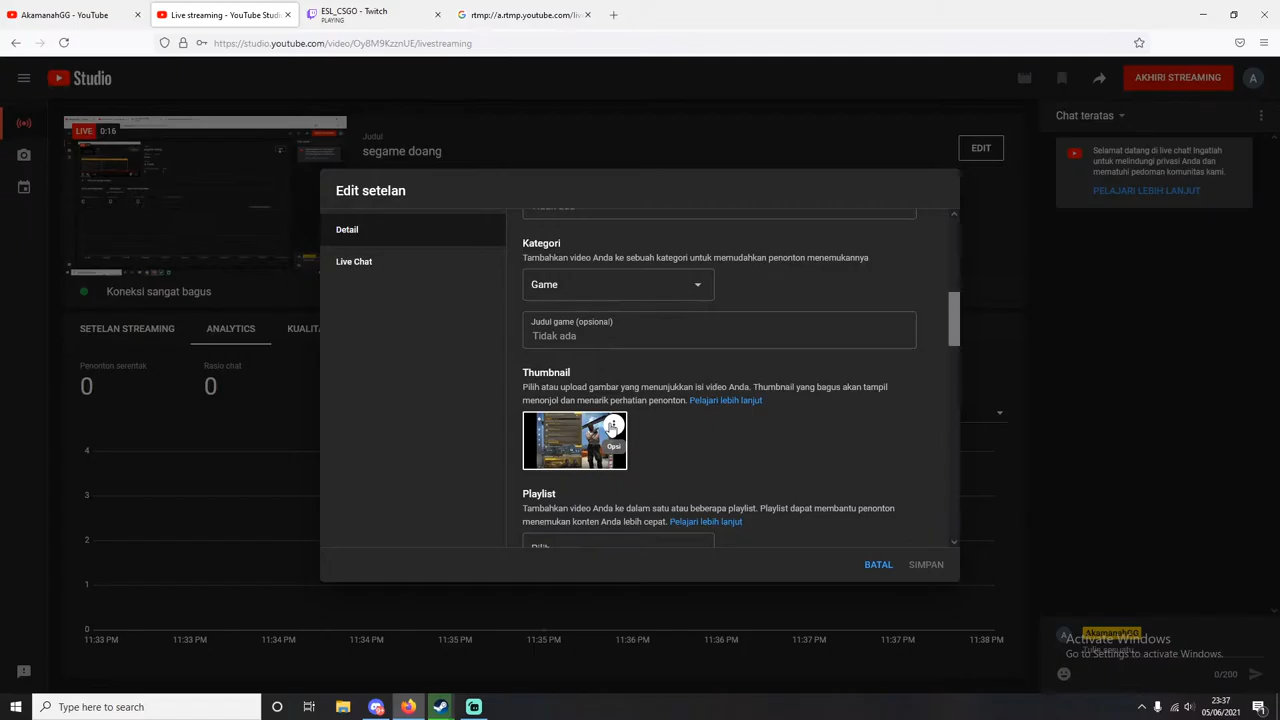 AkamanahGG - YouTube
Live streaming - YouTube Stud
ESL_CSGO - Twitch
PLAYING
rtmp://a.rtmp.youtube.com/liv
https://studio.youtube.com/video/Oy8M9KzznUE/livestreaming
Studio
AKHIRI STREAMING
A
LIVE 0:16
Judul
segame doang
EDIT
Chat teratas
Selamat datang di live chat! Ingatlah
untuk melindungi privasi Anda dan
mematuhi pedoman komunitas kami.
PELAJARI LEBIH LANJUT
Koneksi sangat bagus
SETELAN STREAMING
ANALYTICS
KUALITA
Penonton serentak
0
Rasio chat
0
4
3
2
1
0
11:33 PM
11:33 PM
11:34 PM
11:34 PM
11:35 PM
11:35 PM
11:36 PM
11:36 PM
11:37 PM
11:37 PM
11:38 PM
Edit setelan
Detail
Live Chat
Tidak ada
Kategori
Tambahkan video Anda ke sebuah kategori untuk memudahkan penonton menemukannya
Game
Judul game (opsional)
Tidak ada
Thumbnail
Pilih atau upload gambar yang menunjukkan isi video Anda. Thumbnail yang bagus akan tampil
menonjol dan menarik perhatian penonton. Pelajari lebih lanjut
Opsi
Playlist
Tambahkan video Anda ke dalam satu atau beberapa playlist. Playlist dapat membantu penonton
menemukan konten Anda lebih cepat. Pelajari lebih lanjut
Pilih
BATAL
SIMPAN
A
AkamanahGG
Tulis sesuatu
Activate Windows
Go to Settings to activate Windows.
0/200
Type here to search
23:37
05/06/2021
1